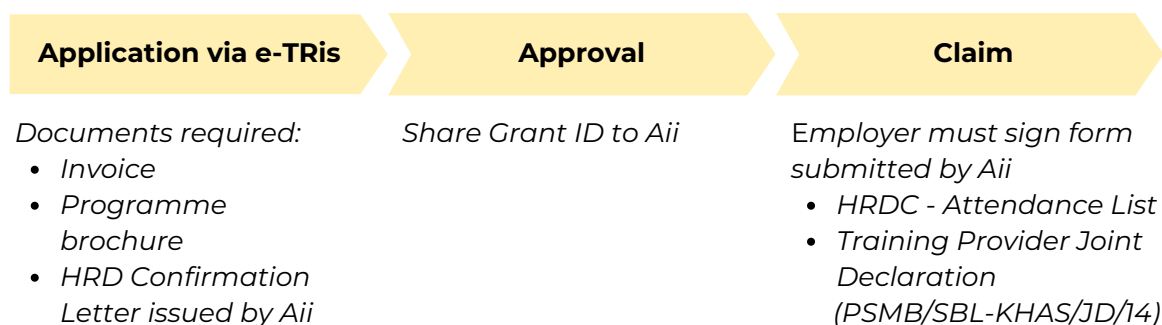 Application via e-TRis
Documents required:
• Invoice
• Programme
brochure
• HRD Confirmation
Letter issued by Aii
Approval
Share Grant ID to Aii
Claim
Employer must sign form
submitted by Aii
• HRDC - Attendance List
• Training Provider Joint
Declaration
(PSMB/SBL-KHAS/JD/14)